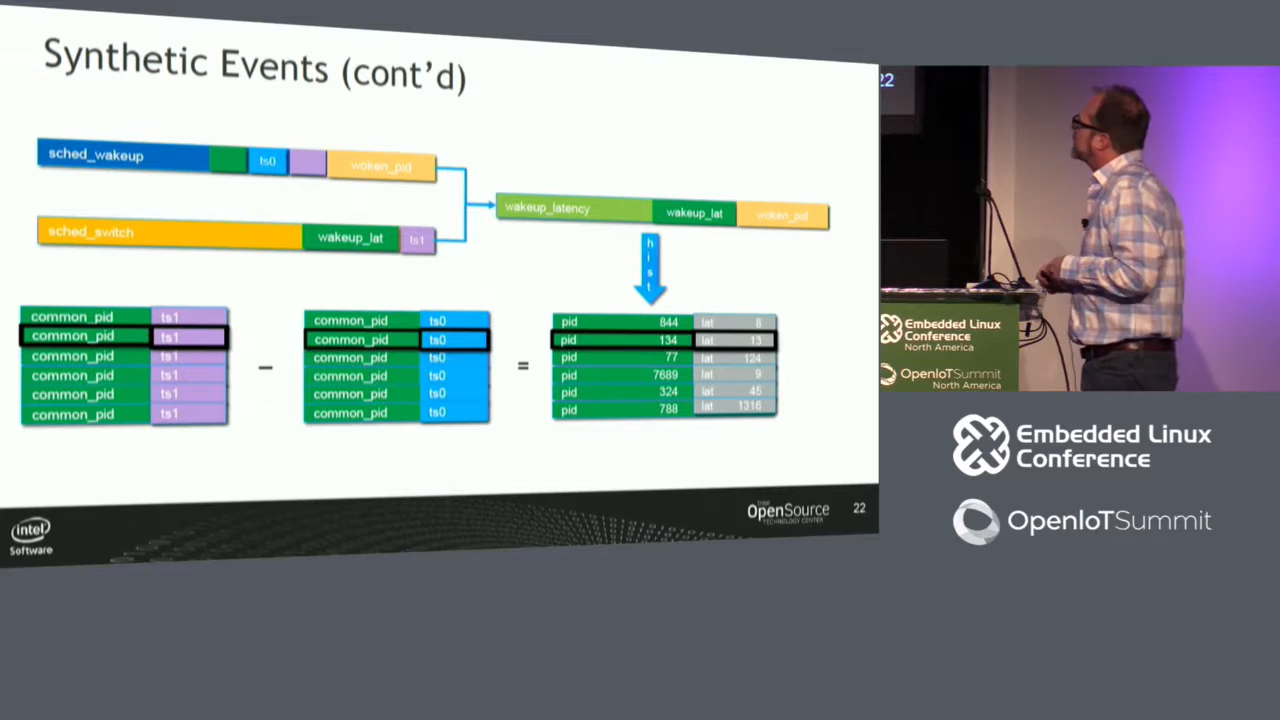 Synthetic Events (cont'd)
sched_wakeup ts0 woken_pid
sched_switch wakeup_lat ts1
wakeup_latency wakeup_lat woken_pid
hist
common_pid ts1
common_pid ts1
common_pid ts1
common_pid ts1
common_pid ts1
common_pid ts1
–
common_pid ts0
common_pid ts0
common_pid ts0
common_pid ts0
common_pid ts0
common_pid ts0
=
pid 844 lat 8
pid 134 lat 13
pid 77 lat 124
pid 7689 lat 9
pid 324 lat 45
pid 788 lat 1316
intel
Software
Intel
OpenSource
TECHNOLOGY CENTER
22
22
Embedded Linux
Conference
North America
OpenIoTSummit
North America
Embedded Linux
Conference
OpenIoTSummit